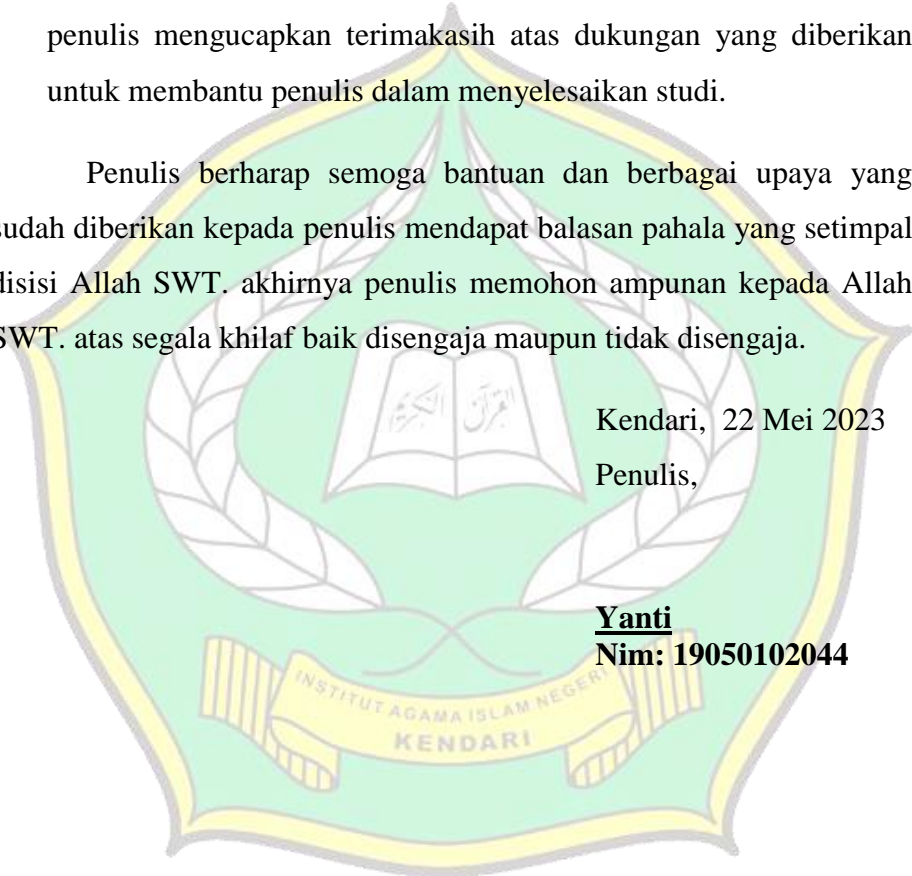 penulis mengucapkan terimakasih atas dukungan yang diberikan
untuk membantu penulis dalam menyelesaikan studi.
Penulis berharap semoga bantuan dan berbagai upaya yang
sudah diberikan kepada penulis mendapat balasan pahala yang setimpal
disisi Allah SWT. akhirnya penulis memohon ampunan kepada Allah
SWT. atas segala khilaf baik disengaja maupun tidak disengaja.
القرآن الكريم
Kendari, 22 Mei 2023
Penulis,
Yanti
Nim: 19050102044
INSTITUT AGAMA ISLAM NEGERI
KENDARI